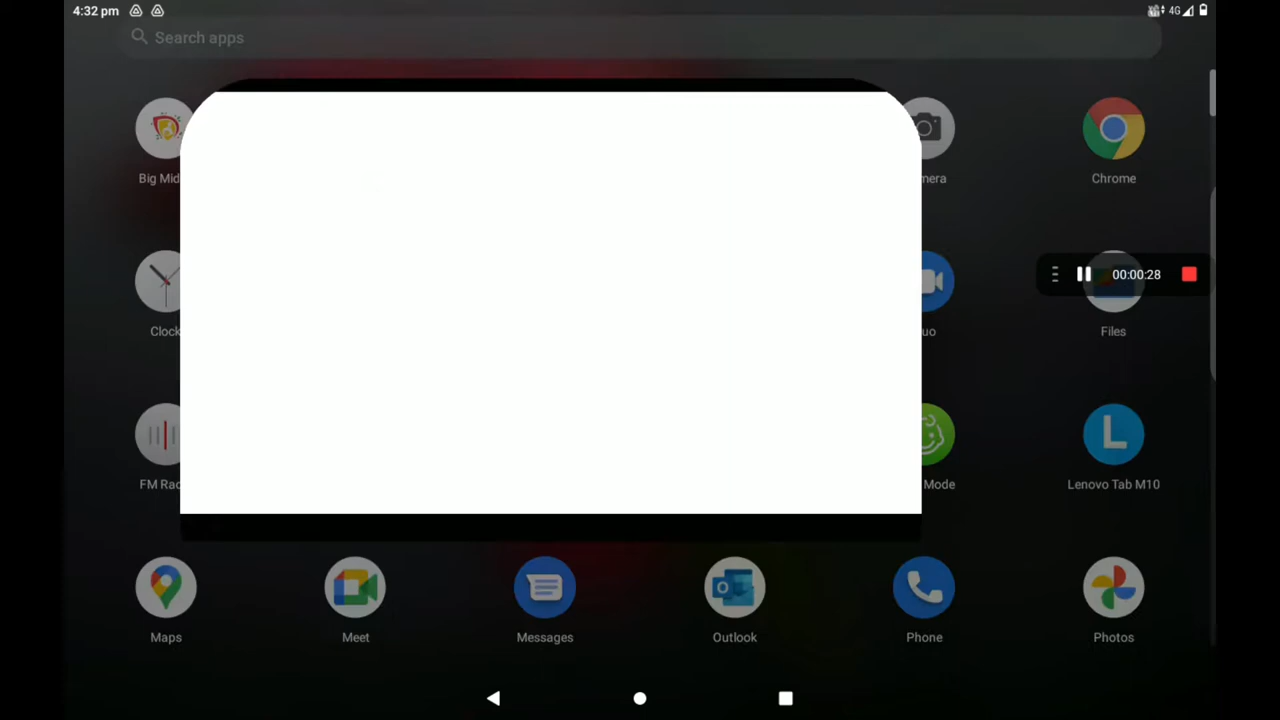 4:32 pm
4G
Search apps
Big Mid
mera
Chrome
00:00:28
Clock
uo
Files
FM Rad
Mode
Lenovo Tab M10
Maps
Meet
Messages
Outlook
Phone
Photos